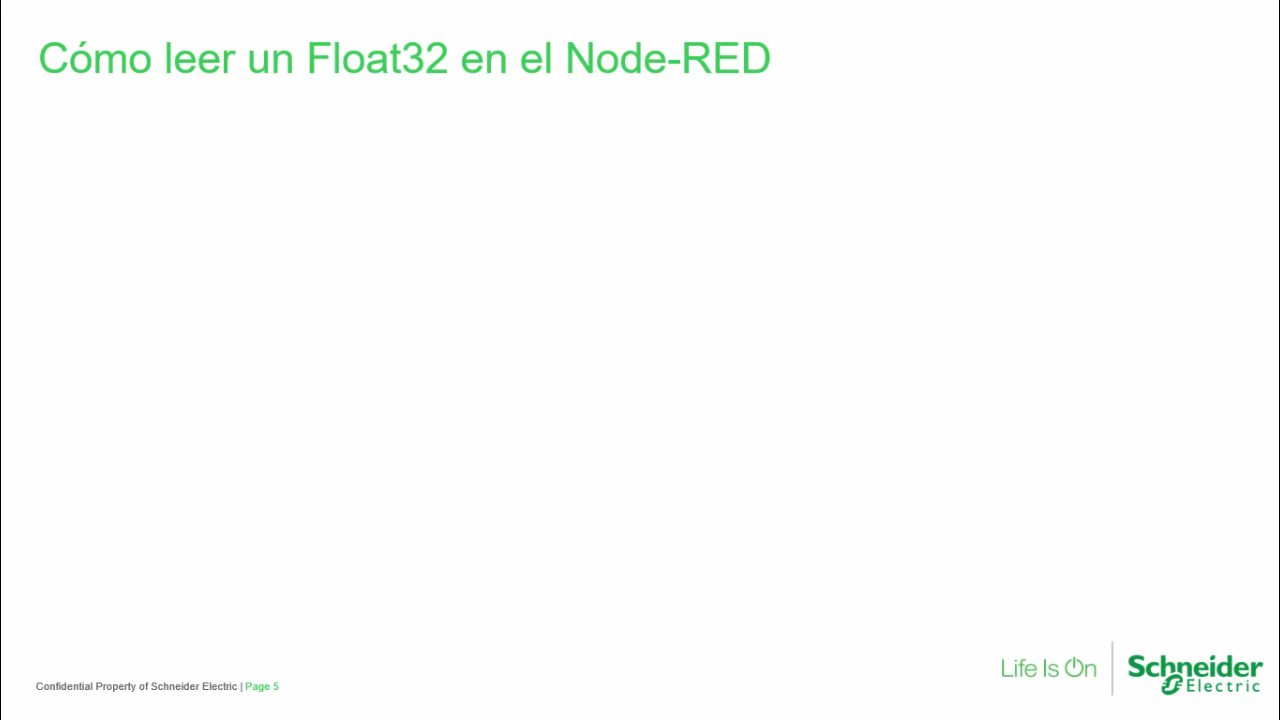 Cómo leer un Float32 en el Node-RED
Confidential Property of Schneider Electric | Page 5
Life Is On
Schneider
Electric